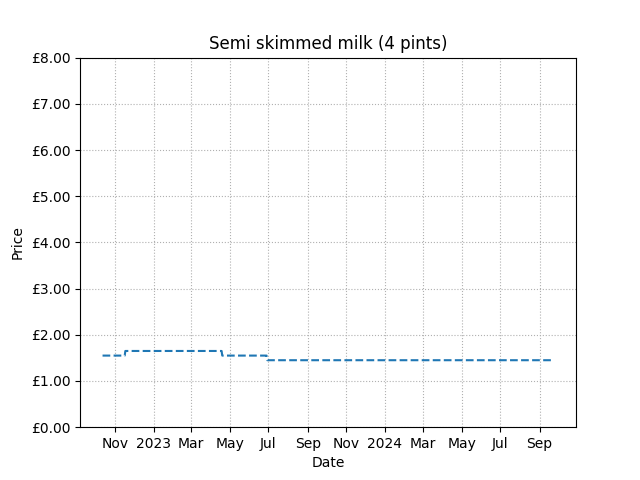 Semi skimmed milk (4 pints)
£8.00
£7.00
£6.00
£5.00
£4.00
£3.00
£2.00
£1.00
£0.00
Price
Nov 2023 Mar May Jul Sep Nov 2024 Mar May Jul Sep
Date